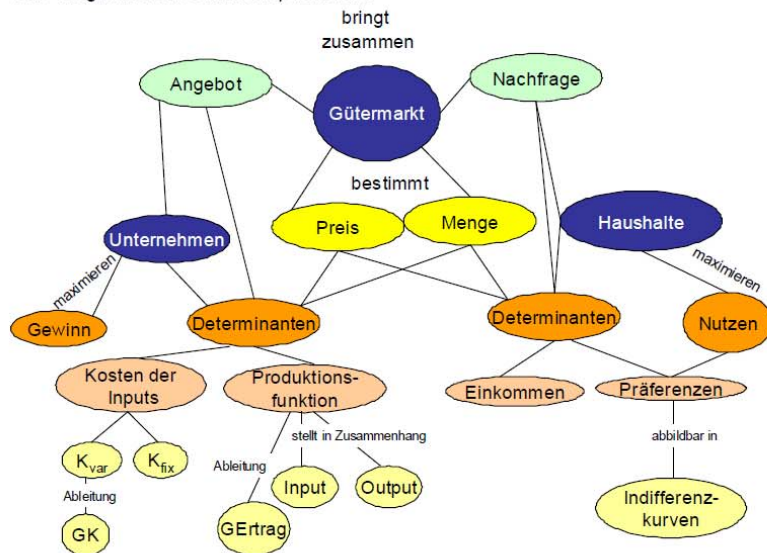 bringt
zusammen
Angebot
Nachfrage
Gütermarkt
bestimmt
Preis
Menge
Haushalte
Unternehmen
maximieren
maximieren
Gewinn
Determinanten
Determinanten
Nutzen
Kosten der
Inputs
Produktions-
funktion
Einkommen
Präferenzen
stellt in Zusammenhang
abbildbar in
Kvar
Kfix
Ableitung
Input
Output
Ableitung
Indifferenz-
kurven
GK
GErtrag